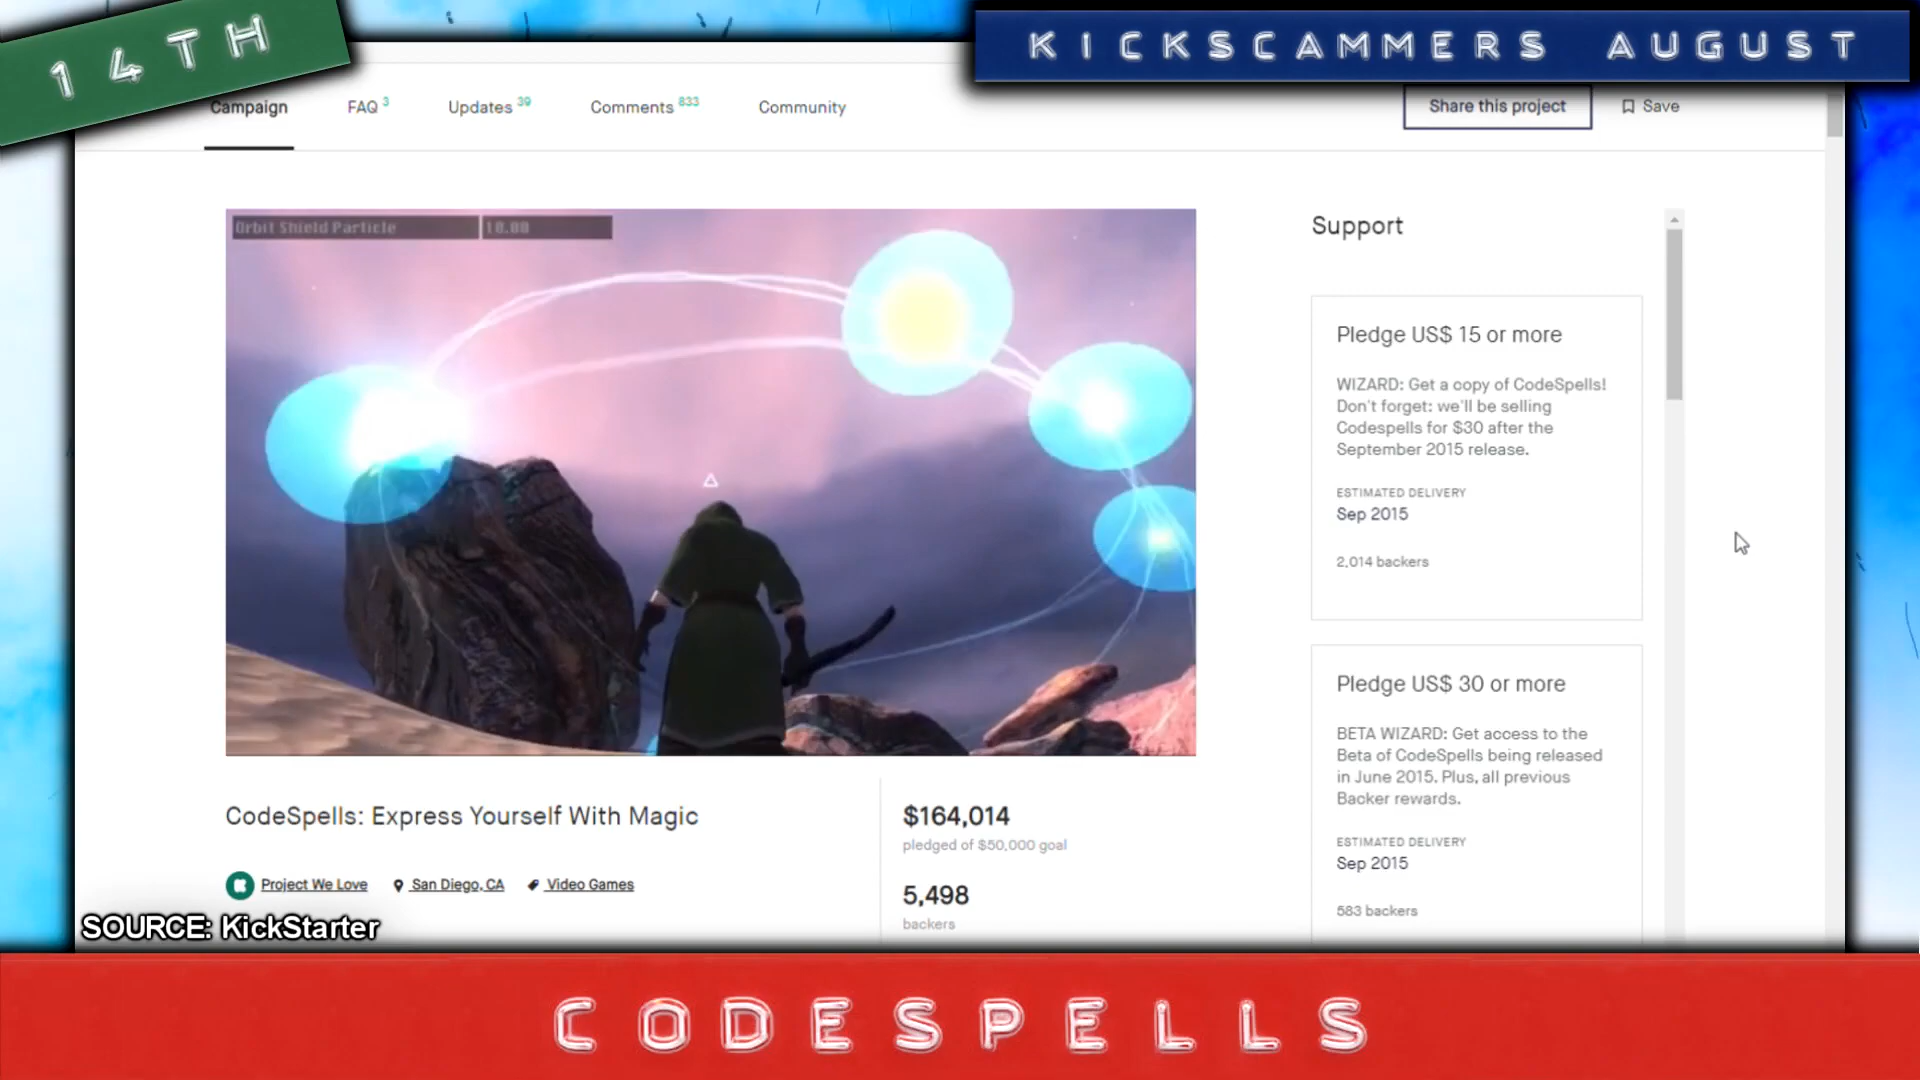 14TH
KICKSCAMMERS AUGUST
Campaign
FAQ 3
Updates 39
Comments 833
Community
Share this project
Save
Orbit Shield Particle 10.00
Support
Pledge US$ 15 or more
WIZARD: Get a copy of CodeSpells!
Don't forget: we'll be selling
Codespells for $30 after the
September 2015 release.
ESTIMATED DELIVERY
Sep 2015
2,014 backers
Pledge US$ 30 or more
BETA WIZARD: Get access to the
Beta of CodeSpells being released
in June 2015. Plus, all previous
Backer rewards.
ESTIMATED DELIVERY
Sep 2015
583 backers
CodeSpells: Express Yourself With Magic
Project We Love
San Diego, CA
Video Games
$164,014
pledged of $50,000 goal
5,498
backers
SOURCE: KickStarter
CODESPELLS